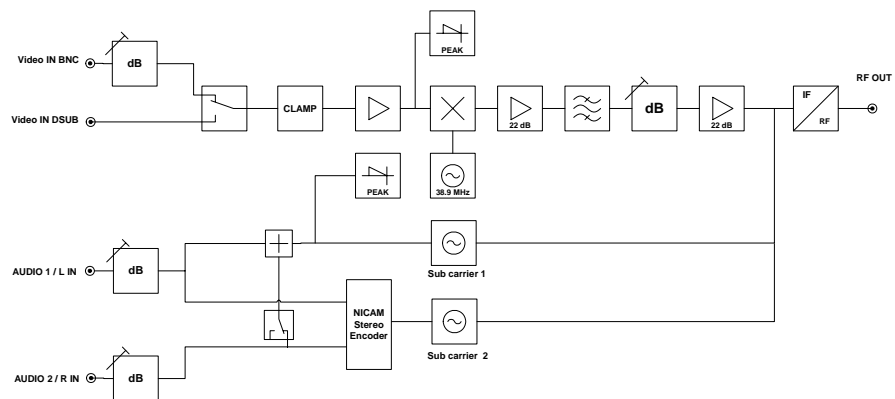 PEAK
Video IN BNC
dB
RF OUT
CLAMP
IF
RF
dB
22 dB
22 dB
Video IN DSUB
PEAK
38.9 MHz
Sub carrier 1
AUDIO 1 / L IN
dB
NICAM
Stereo
Encoder
Sub carrier 2
AUDIO 2 / R IN
dB